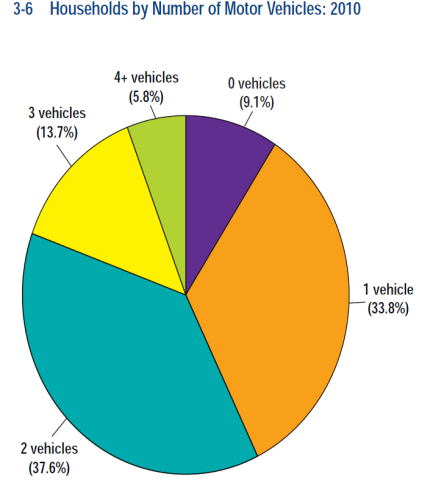 3-6 Households by Number of Motor Vehicles: 2010
4+ vehicles
(5.8%)
0 vehicles
(9.1%)
3 vehicles
(13.7%)
1 vehicle
(33.8%)
2 vehicles
(37.6%)